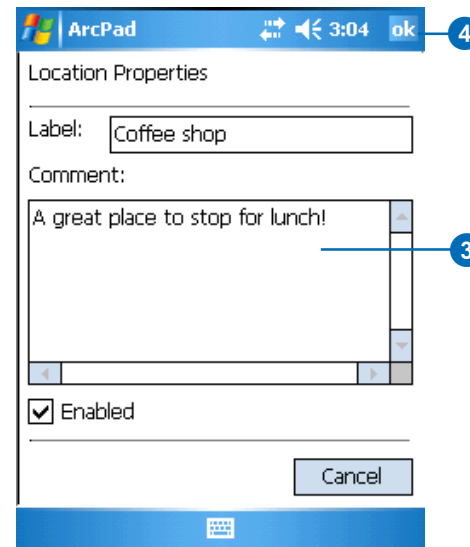 ArcPad 3:04 ok
4
Location Properties
Label: Coffee shop
Comment:
A great place to stop for lunch!
3
Enabled
Cancel